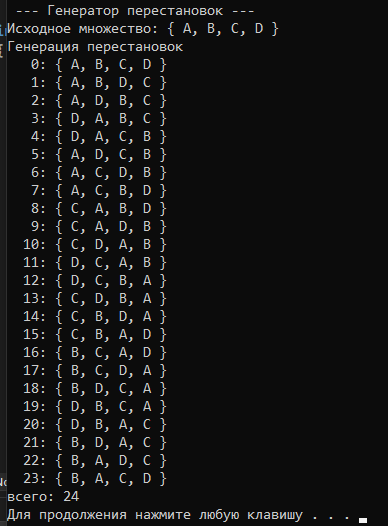 --- Генератор перестановок ---
Исходное множество: { A, B, C, D }
Генерация перестановок
0: { A, B, C, D }
1: { A, B, D, C }
2: { A, D, B, C }
3: { D, A, B, C }
4: { D, A, C, B }
5: { A, D, C, B }
6: { A, C, D, B }
7: { A, C, B, D }
8: { C, A, B, D }
9: { C, A, D, B }
10: { C, D, A, B }
11: { D, C, A, B }
12: { D, C, B, A }
13: { C, D, B, A }
14: { C, B, D, A }
15: { C, B, A, D }
16: { B, C, A, D }
17: { B, C, D, A }
18: { B, D, C, A }
19: { D, B, C, A }
20: { D, B, A, C }
21: { B, D, A, C }
22: { B, A, D, C }
23: { B, A, C, D }
всего: 24
Для продолжения нажмите любую клавишу . . .